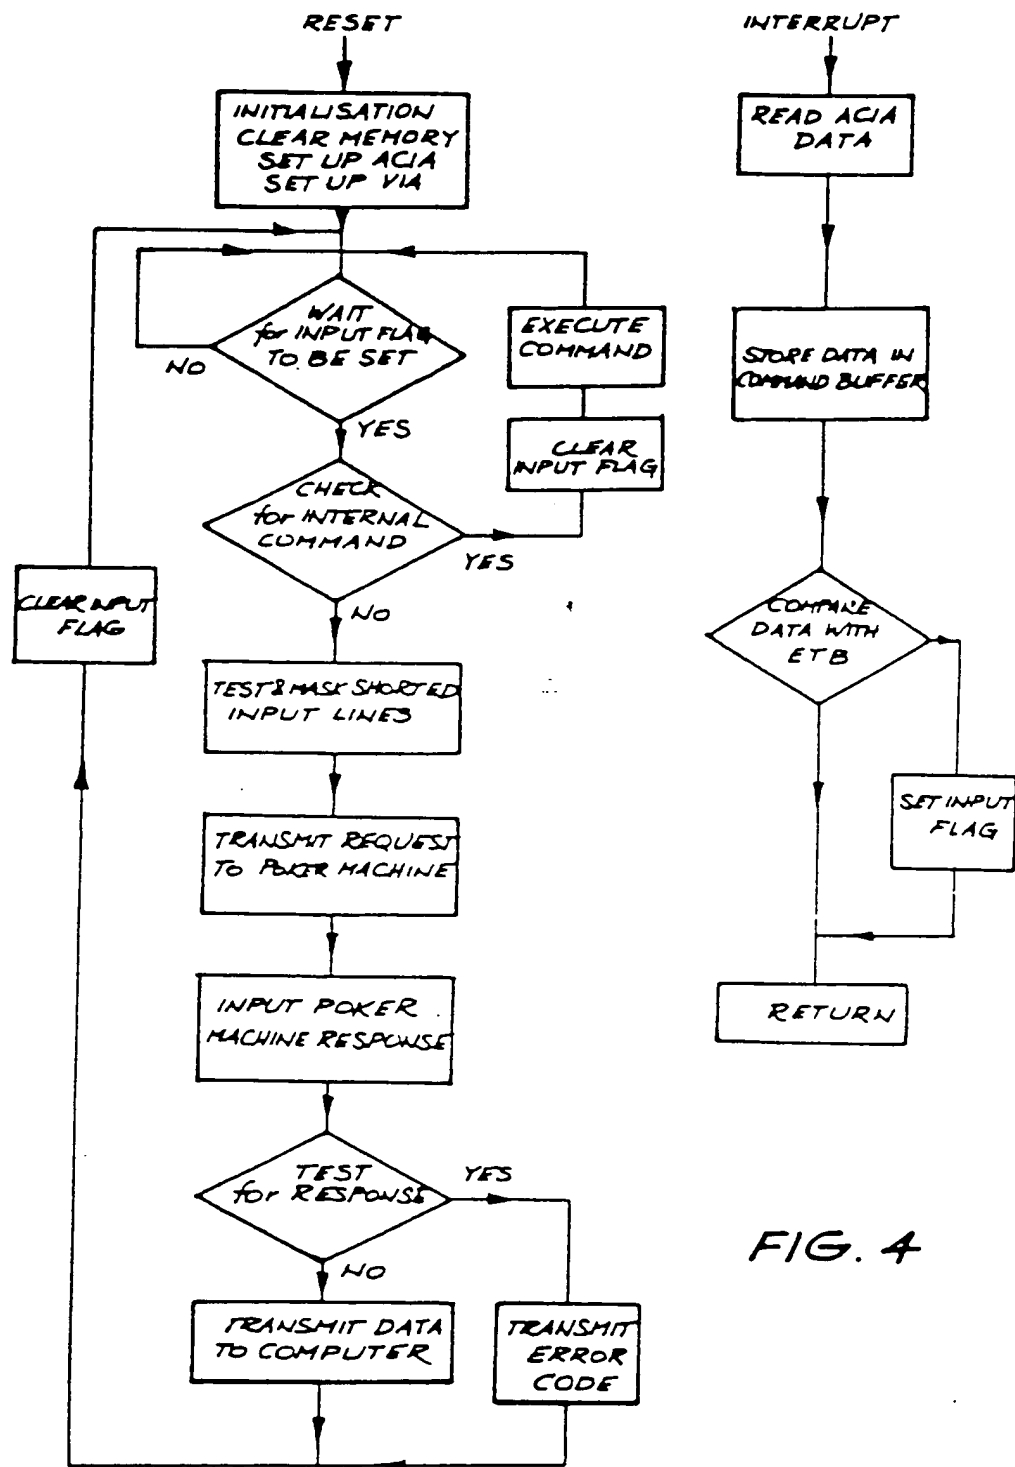 RESET
INITIALISATION
CLEAR MEMORY
SET UP ACIA
SET UP VIA
WAIT
for INPUT FLAG
TO BE SET
NO
YES
EXECUTE
COMMAND
CLEAR
INPUT FLAG
CHECK
for INTERNAL
COMMAND
YES
NO
CLEAR INPUT
FLAG
TEST & MASK SHORTED
INPUT LINES
TRANSMIT REQUEST
TO POKER MACHINE
INPUT POKER
MACHINE RESPONSE
TEST
for RESPONSE
YES
NO
TRANSMIT DATA
TO COMPUTER
TRANSMIT
ERROR
CODE
INTERRUPT
READ ACIA
DATA
STORE DATA IN
COMMAND BUFFER
COMPARE
DATA WITH
ETB
SET INPUT
FLAG
RETURN
FIG. 4